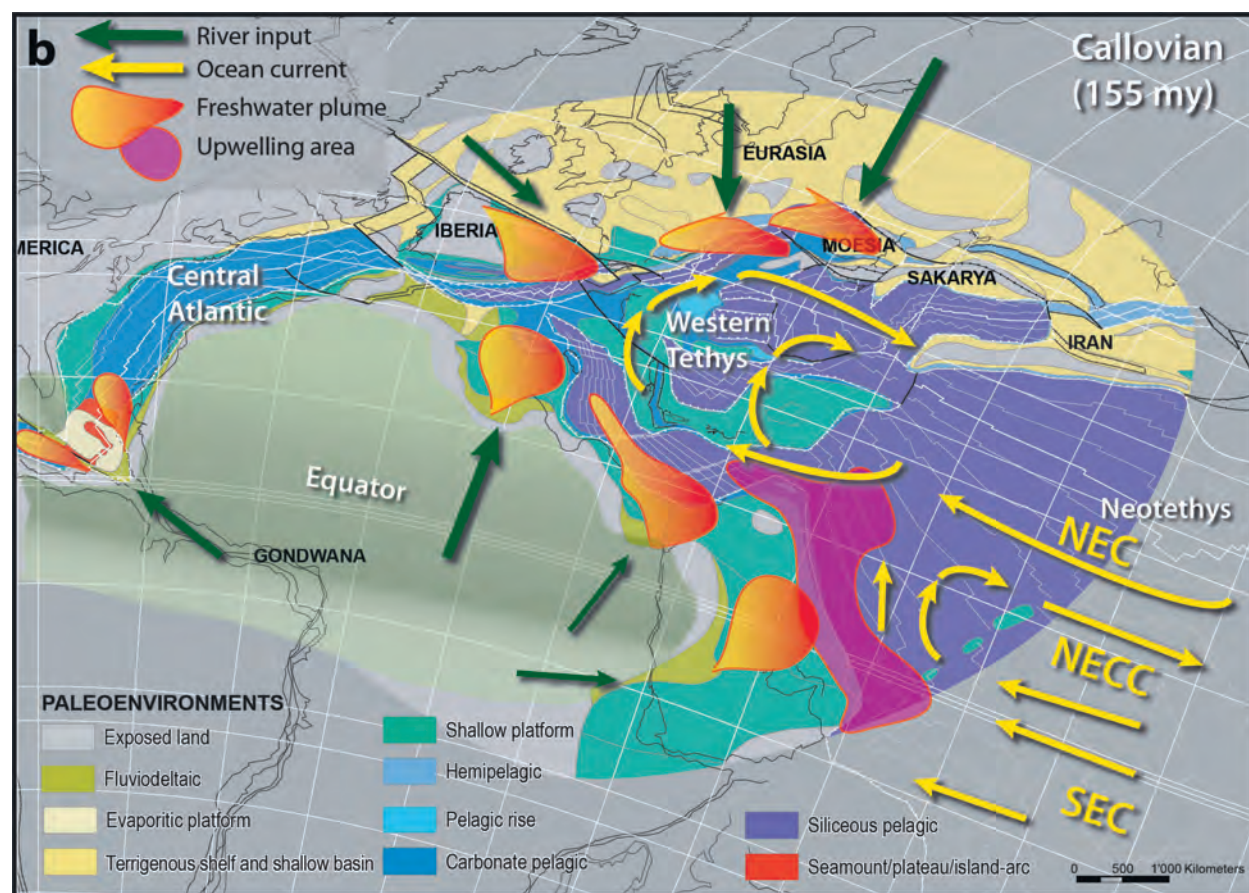 b
River input
Ocean current
Freshwater plume
Upwelling area
Callovian
(155 my)
EURASIA
IBERIA
MERICA
MOESIA
SAKARYA
Central
Atlantic
Western
Tethys
IRAN
Equator
Neotethys
NEC
GONDWANA
NECC
SEC
PALEOENVIRONMENTS
Exposed land
Fluviodeltaic
Evaporitic platform
Terrigenous shelf and shallow basin
Shallow platform
Hemipelagic
Pelagic rise
Carbonate pelagic
Siliceous pelagic
Seamount/plateau/island-arc
0 500 1'000 Kilometers